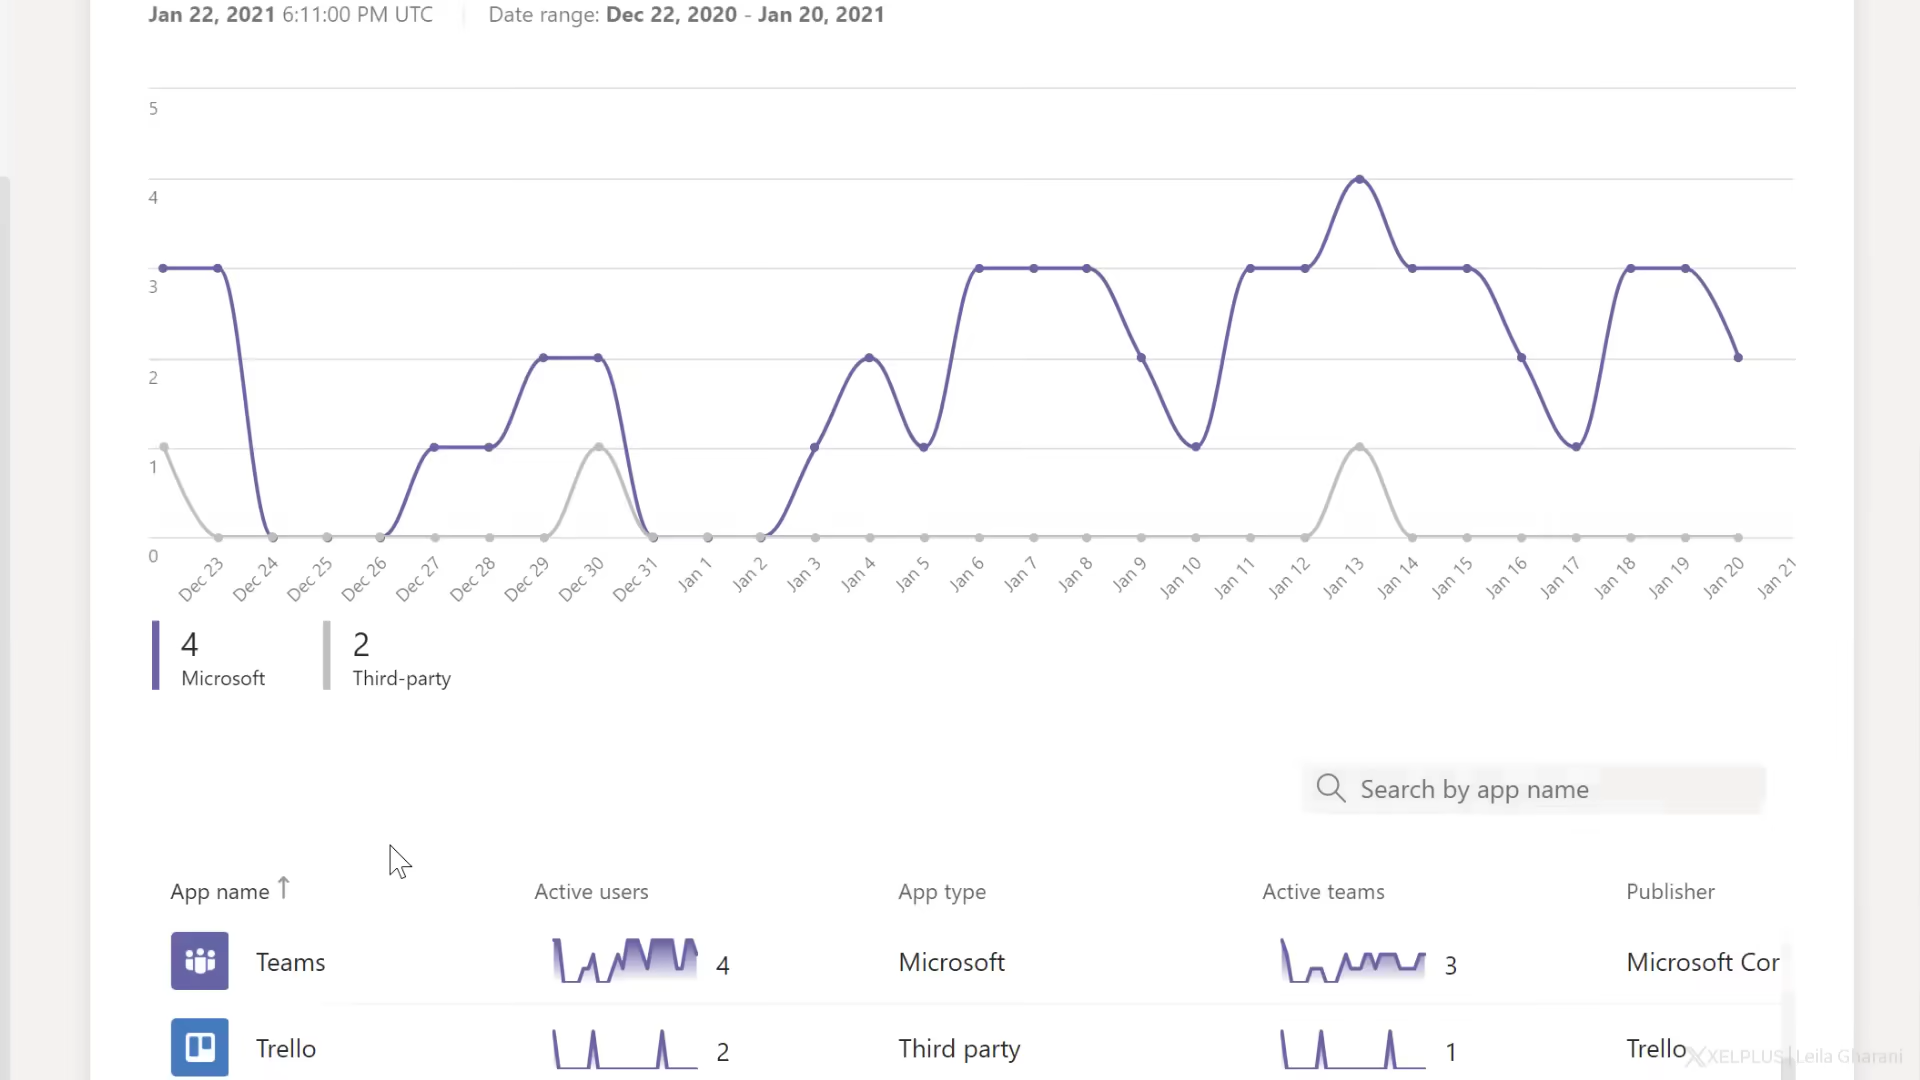 Jan 22, 2021 6:11:00 PM UTC Date range: Dec 22, 2020 - Jan 20, 2021
5
4
3
2
1
0
Dec 23 Dec 24 Dec 25 Dec 26 Dec 27 Dec 28 Dec 29 Dec 30 Dec 31 Jan 1 Jan 2 Jan 3 Jan 4 Jan 5 Jan 6 Jan 7 Jan 8 Jan 9 Jan 10 Jan 11 Jan 12 Jan 13 Jan 14 Jan 15 Jan 16 Jan 17 Jan 18 Jan 19 Jan 20 Jan 21
4 2
Microsoft Third-party
Search by app name
App name ↑ Active users App type Active teams Publisher
Teams 4 Microsoft 3 Microsoft Cor
Trello 2 Third party 1 Trello
XELPLUS | Leila Gharani